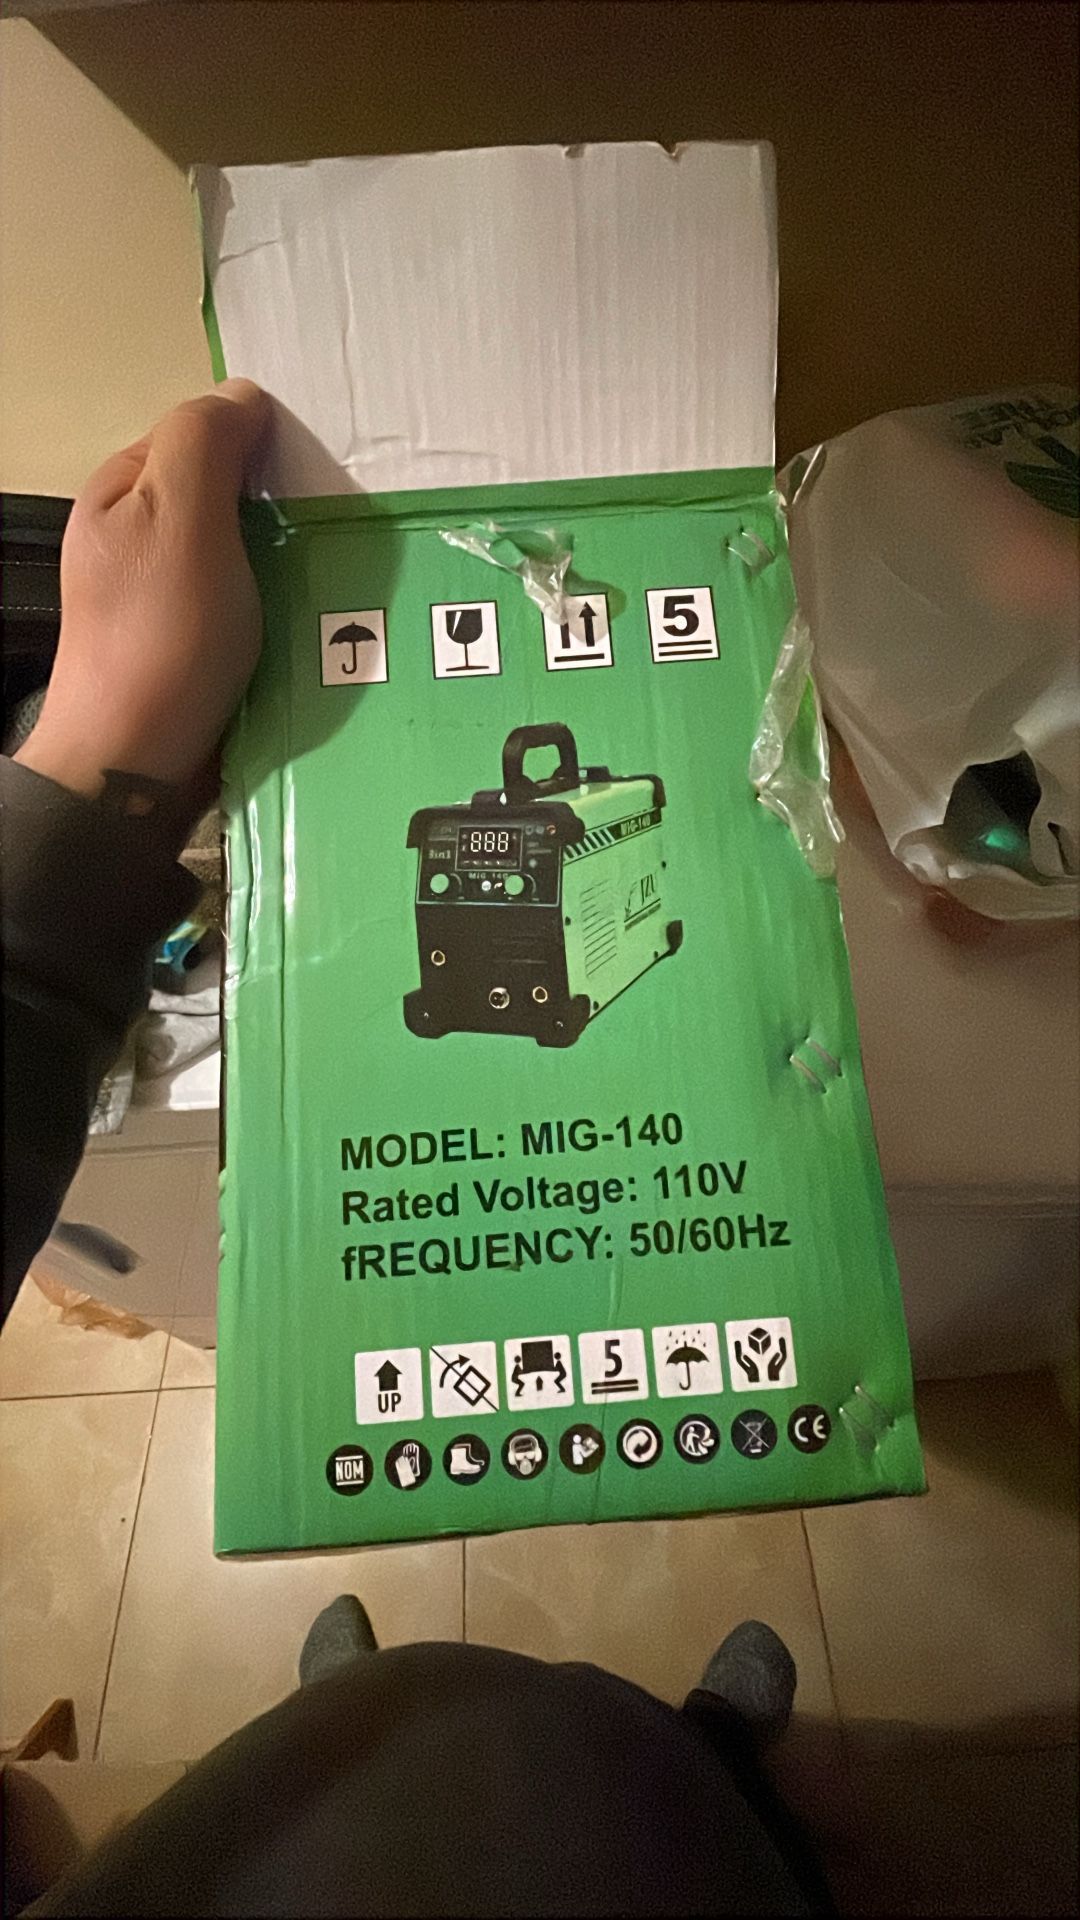 5
888
3in1
MIG 140
MIG-140
MODEL: MIG-140
Rated Voltage: 110V
fREQUENCY: 50/60Hz
UP
5
NOM
CE